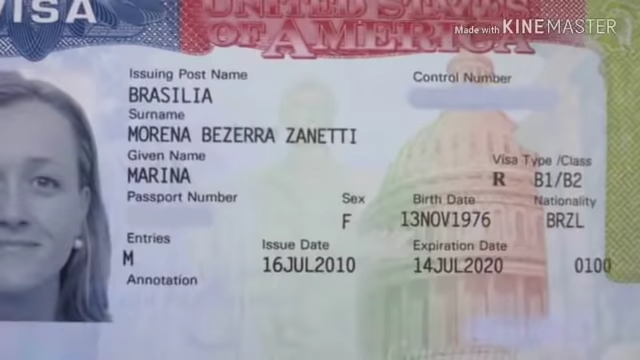 VISA UNITED STATES
OF AMERICA
Made with KINEMASTER
Issuing Post Name Control Number
BRASILIA
Surname
MORENA BEZERRA ZANETTI
Given Name Visa Type /Class
MARINA R B1/B2
Passport Number Sex Birth Date Nationality
F 13NOV1976 BRZL
Entries Issue Date Expiration Date
M 16JUL2010 14JUL2020 0100
Annotation